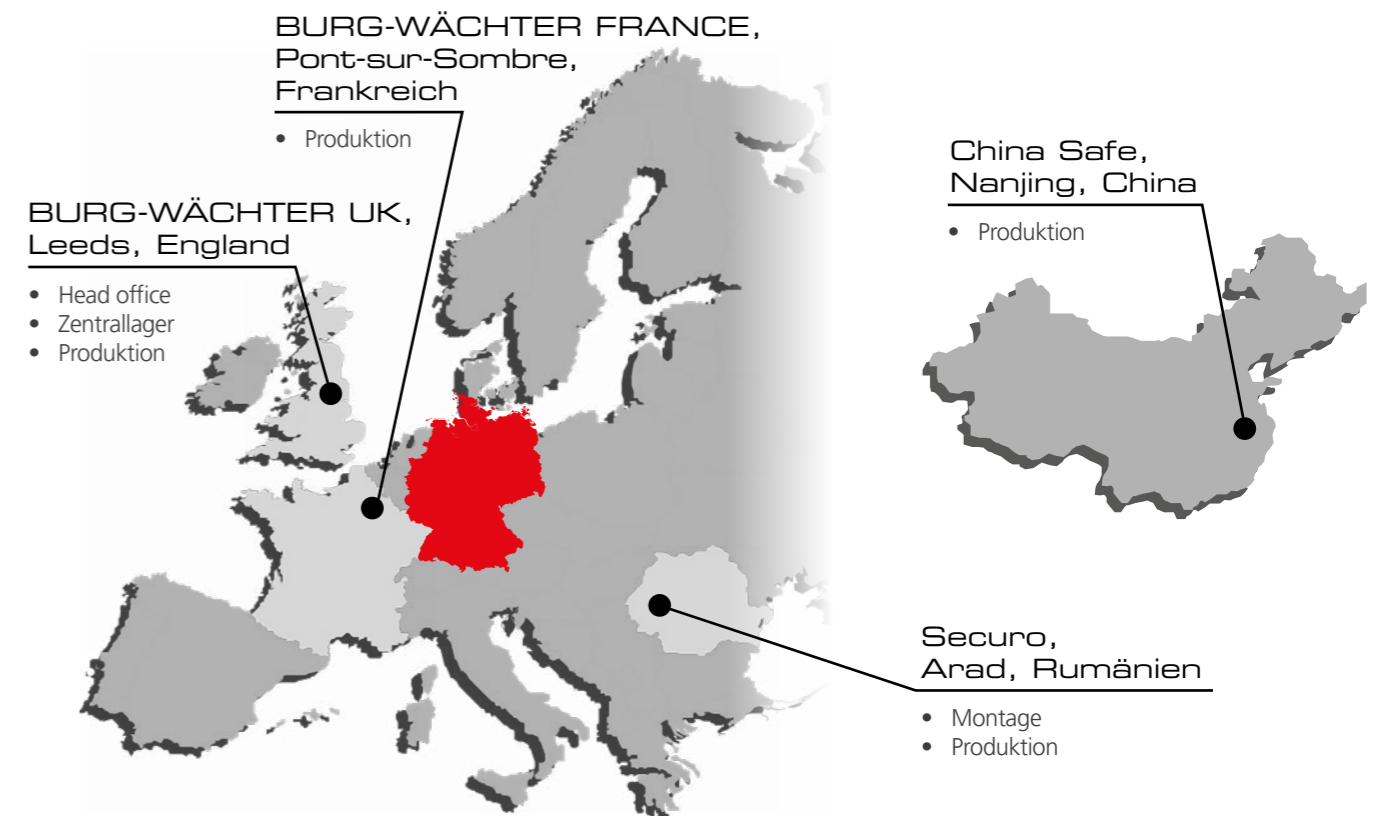 BURG-WÄCHTER FRANCE,
Pont-sur-Sombre,
Frankreich
• Produktion
BURG-WÄCHTER UK,
Leeds, England
• Head office
• Zentrallager
• Produktion
China Safe,
Nanjing, China
• Produktion
Securo,
Arad, Rumänien
• Montage
• Produktion